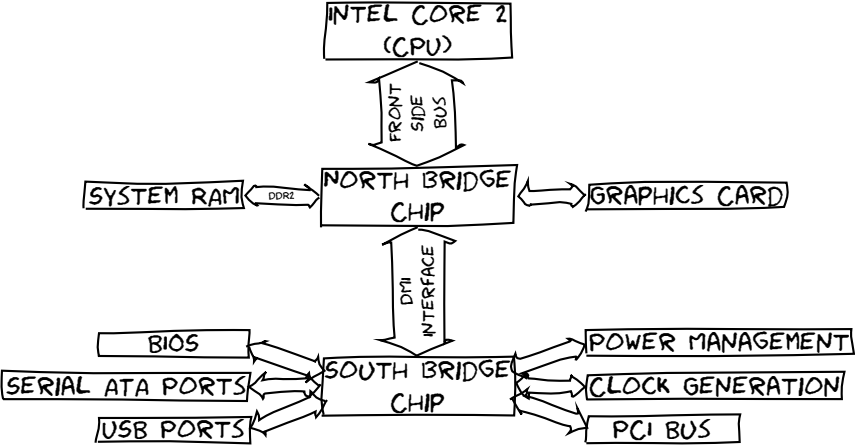 INTEL CORE 2
(CPU)
FRONT
SIDE
BUS
SYSTEM RAM
DDR2
NORTH BRIDGE
CHIP
GRAPHICS CARD
DMI
INTERFACE
BIOS
SERIAL ATA PORTS
USB PORTS
SOUTH BRIDGE
CHIP
POWER MANAGEMENT
CLOCK GENERATION
PCI BUS